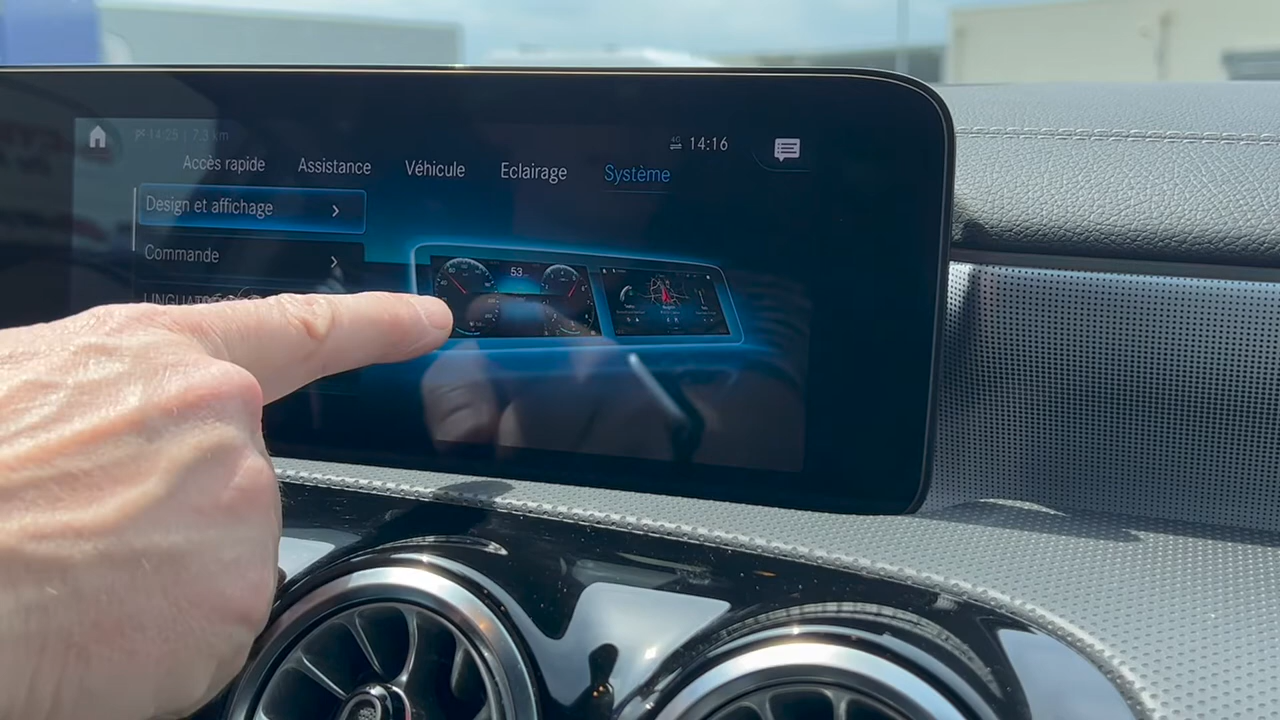 14:25 | 7.3 km
4G 14:16
Accès rapide Assistance Véhicule Eclairage Système
Design et affichage
Commande
53